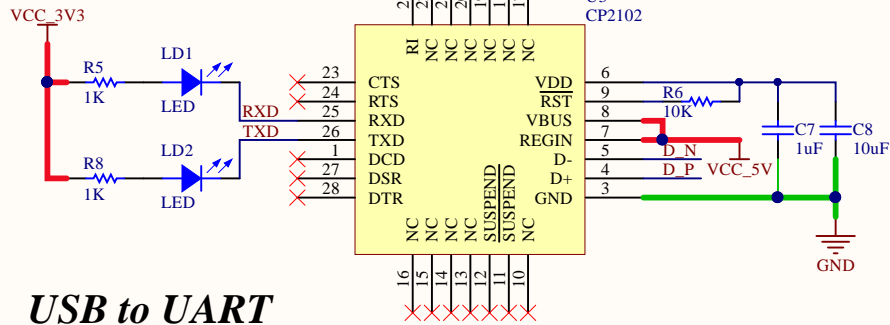 VCC_3V3
CP2102
R5
1K
LD1
LED
RXD
TXD
R8
1K
LD2
LED
23
24
25
26
1
27
28
CTS
RTS
RXD
TXD
DCD
DSR
DTR
RI
NC
NC
NC
NC
NC
NC
VDD
RST
VBUS
REGIN
D-
D+
GND
6
9
8
7
5
4
3
R6
10K
D_N
D_P
VCC_5V
C7
1uF
C8
10uF
GND
NC
NC
NC
NC
SUSPEND
SUSPEND
NC
16
15
14
13
12
11
10
USB to UART